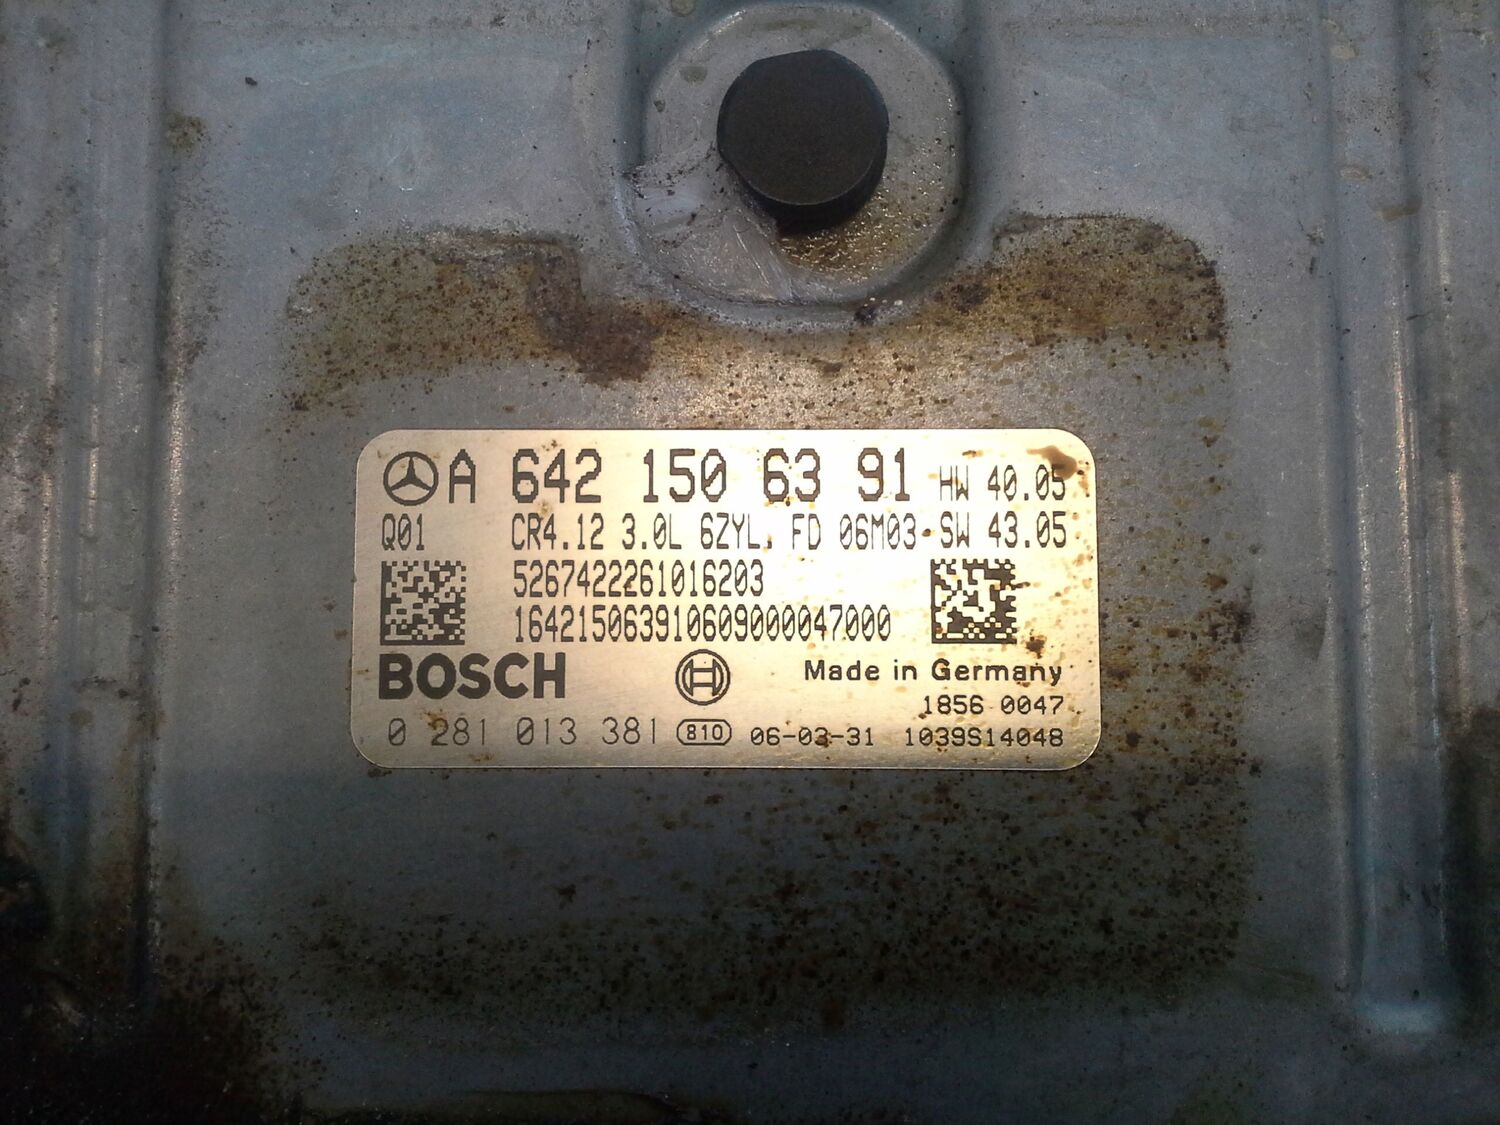 A 642 150 63 91 HW 40.05
Q01 CR4.12 3.0L 6ZYL. FD 06M03 SW 43.05
5267422261016203
164215063910609000047000
BOSCH Made in Germany
1856 0047
0 281 013 381 810 06-03-31 1039S14048